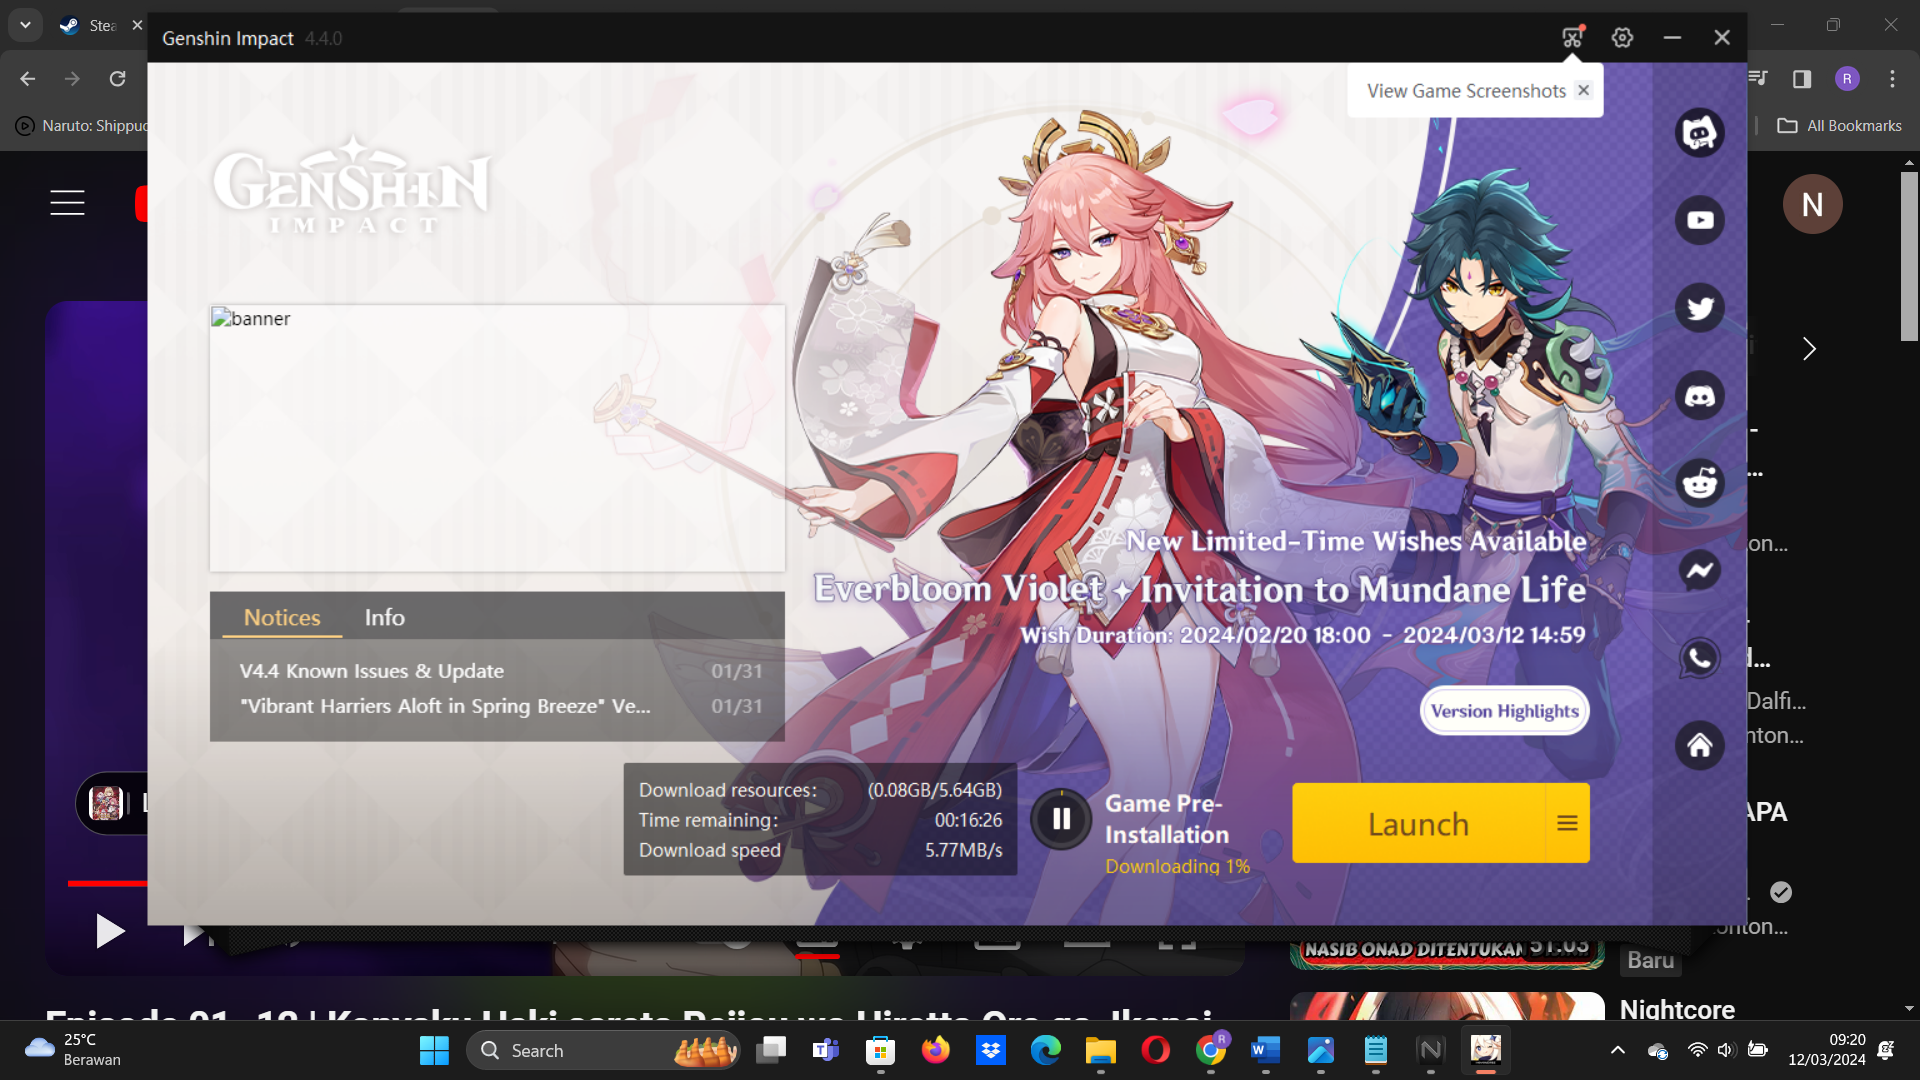 Stea
Genshin Impact 4.4.0
View Game Screenshots
R
Naruto: Shippuc
All Bookmarks
GENSHIN
IMPACT
N
banner
New Limited-Time Wishes Available
Everbloom Violet ✦ Invitation to Mundane Life
Wish Duration: 2024/02/20 18:00 - 2024/03/12 14:59
Notices Info
V4.4 Known Issues & Update 01/31
"Vibrant Harriers Aloft in Spring Breeze" Ve... 01/31
Version Highlights
Download resources: (0.08GB/5.64GB)
Time remaining: 00:16:26
Download speed 5.77MB/s
Game Pre-
Installation
Downloading 1%
Launch
on...
d...
Dalfi...
nton...
APA
onton...
NASIB ONAD DITENTUKAN 51:03
Baru
Nightcore
25°C
Berawan
Search
R
09:20
12/03/2024